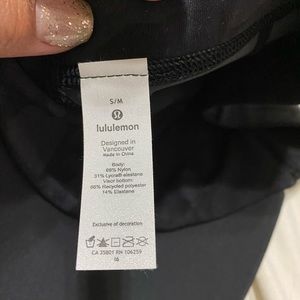 S/M
lululemon
Designed in
Vancouver
Made in China
Body:
69% Nylon
31% Lycra® elastane
Visor bottom:
86% Recycled polyester
14% Elastane
Exclusive of decoration
CA 35801 RN 106259